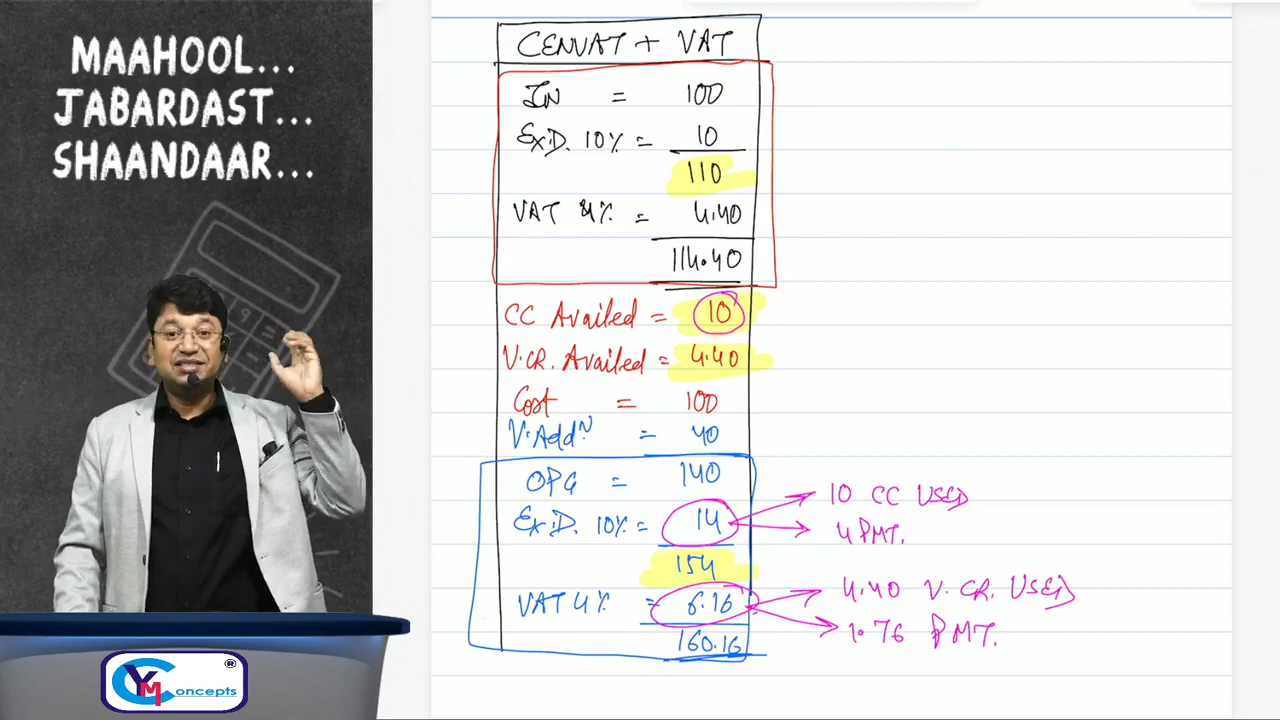 MAAHOOL...
JABARDAST...
SHAANDAAR...
CENVAT + VAT
IN = 100
EX.D. 10% = 10
110
VAT 4% = 4.40
114.40
CC Availed = 10
V.CR. Availed = 4.40
Cost = 100
V.Addⁿ. = 40
OPG = 140
EX.D. 10% = 14
10 CC USED
4 PMT.
154
VAT 4% = 6.16
4.40 V. CR. USED
1.76 PMT.
160.16
YMC
Concepts
®